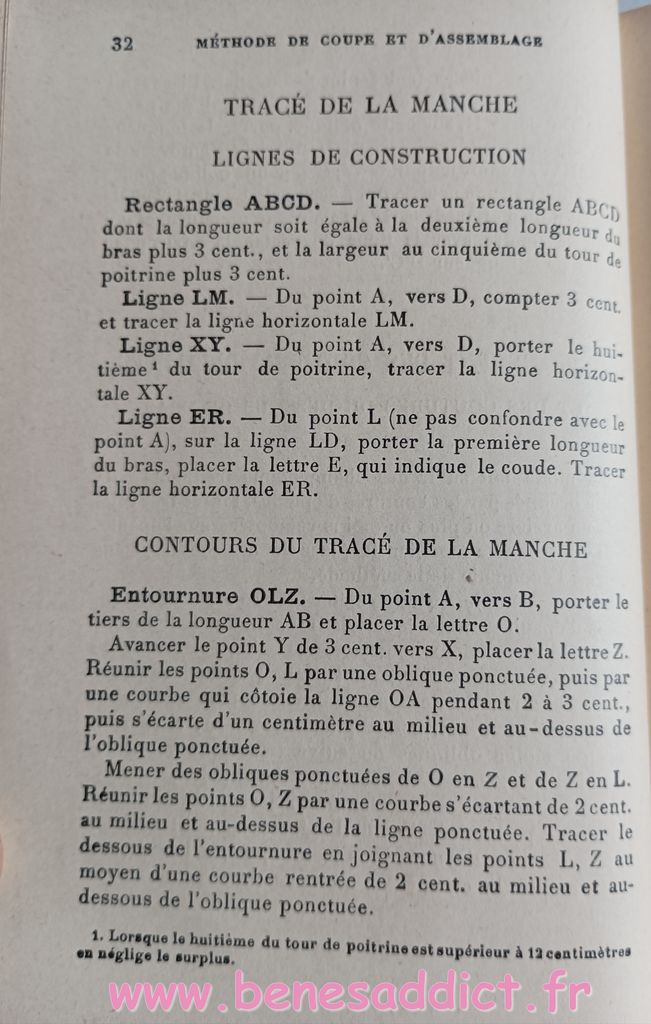 32 MÉTHODE DE COUPE ET D'ASSEMBLAGE
TRACÉ DE LA MANCHE
LIGNES DE CONSTRUCTION
Rectangle ABCD. — Tracer un rectangle ABCD
dont la longueur soit égale à la deuxième longueur du
bras plus 3 cent., et la largeur au cinquième du tour de
poitrine plus 3 cent.
Ligne LM. — Du point A, vers D, compter 3 cent.
et tracer la ligne horizontale LM.
Ligne XY. — Du point A, vers D, porter le hui-
tième¹ du tour de poitrine, tracer la ligne horizon-
tale XY.
Ligne ER. — Du point L (ne pas confondre avec le
point A), sur la ligne LD, porter la première longueur
du bras, placer la lettre E, qui indique le coude. Tracer
la ligne horizontale ER.
CONTOURS DU TRACÉ DE LA MANCHE
Entournure OLZ. — Du point A, vers B, porter le
tiers de la longueur AB et placer la lettre O.
Avancer le point Y de 3 cent. vers X, placer la lettre Z.
Réunir les points O, L par une oblique ponctuée, puis par
une courbe qui côtoie la ligne OA pendant 2 à 3 cent.,
puis s'écarte d'un centimètre au milieu et au-dessus de
l'oblique ponctuée.
Mener des obliques ponctuées de O en Z et de Z en L.
Réunir les points O, Z par une courbe s'écartant de 2 cent.
au milieu et au-dessus de la ligne ponctuée. Tracer le
dessous de l'entournure en joignant les points L, Z au
moyen d'une courbe rentrée de 2 cent. au milieu et au-
dessous de l'oblique ponctuée.
1. Lorsque le huitième du tour de poitrine est supérieur à 12 centimètres
en néglige le surplus.
www.benesaddict.fr